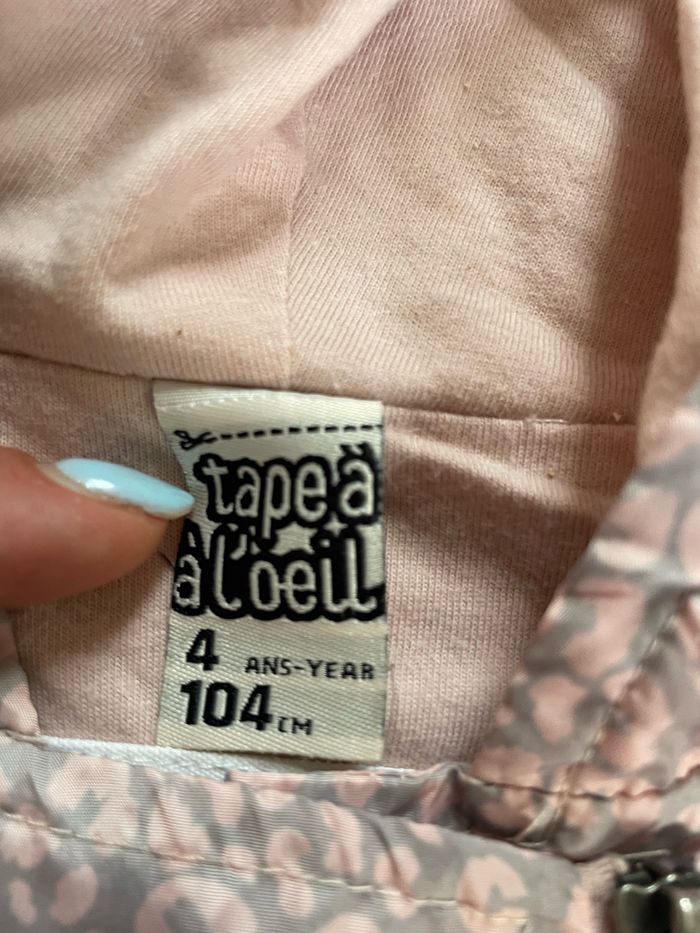 tape à
à l'oeil
4 ANS-YEAR
104 CM